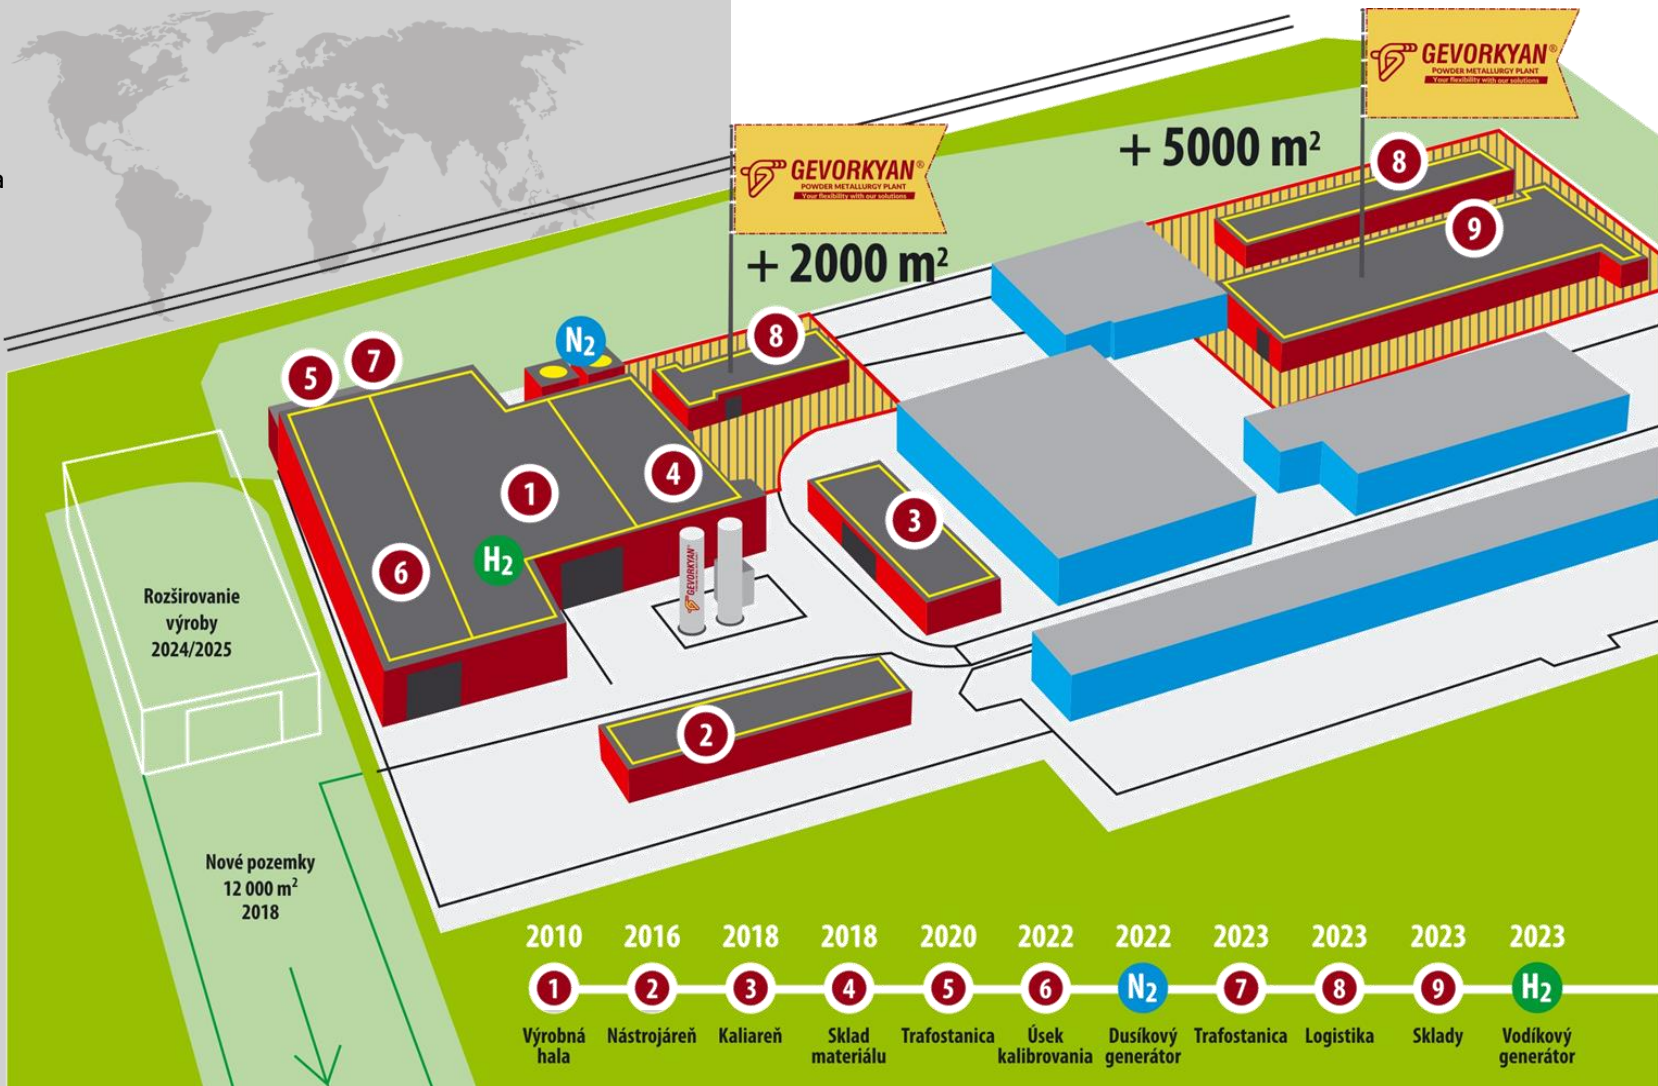 a
GEVORKYAN®
POWDER METALLURGY PLANT
Your flexibility with our solutions
+ 5000 m²
8
9
GEVORKYAN®
POWDER METALLURGY PLANT
Your flexibility with our solutions
+ 2000 m²
N₂
8
5
7
1
4
3
6
H₂
GEVORKYAN®
2
Rozširovanie
výroby
2024/2025
Nové pozemky
12 000 m²
2018
2010 2016 2018 2018 2020 2022 2022 2023 2023 2023 2023
1 2 3 4 5 6 N₂ 7 8 9 H₂
Výrobná Nástrojáreň Kaliareň Sklad Trafostanica Úsek Dusíkový Trafostanica Logistika Sklady Vodíkový
hala materiálu kalibrovania generátor generátor